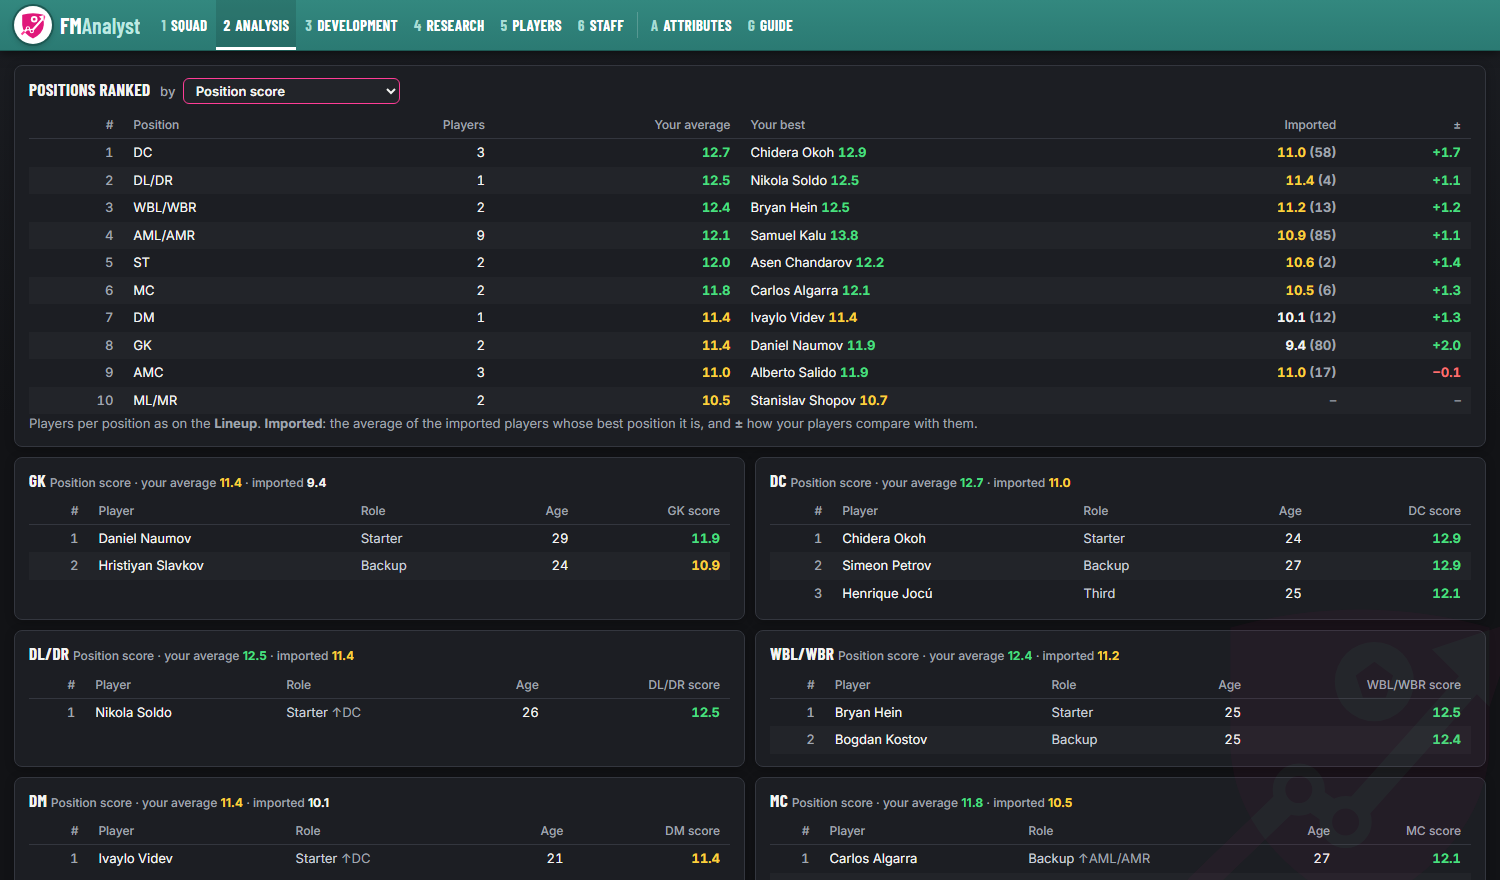 FMAnalyst 1 SQUAD 2 ANALYSIS 3 DEVELOPMENT 4 RESEARCH 5 PLAYERS 6 STAFF A ATTRIBUTES G GUIDE
POSITIONS RANKED by Position score
# Position Players Your average Your best Imported ±
1 DC 3 12.7 Chidera Okoh 12.9 11.0 (58) +1.7
2 DL/DR 1 12.5 Nikola Soldo 12.5 11.4 (4) +1.1
3 WBL/WBR 2 12.4 Bryan Hein 12.5 11.2 (13) +1.2
4 AML/AMR 9 12.1 Samuel Kalu 13.8 10.9 (85) +1.1
5 ST 2 12.0 Asen Chandarov 12.2 10.6 (2) +1.4
6 MC 2 11.8 Carlos Algarra 12.1 10.5 (6) +1.3
7 DM 1 11.4 Ivaylo Videv 11.4 10.1 (12) +1.3
8 GK 2 11.4 Daniel Naumov 11.9 9.4 (80) +2.0
9 AMC 3 11.0 Alberto Salido 11.9 11.0 (17) −0.1
10 ML/MR 2 10.5 Stanislav Shopov 10.7 – –
Players per position as on the Lineup. Imported: the average of the imported players whose best position it is, and ± how your players compare with them.
GK Position score · your average 11.4 · imported 9.4
# Player Role Age GK score
1 Daniel Naumov Starter 29 11.9
2 Hristiyan Slavkov Backup 24 10.9
DC Position score · your average 12.7 · imported 11.0
# Player Role Age DC score
1 Chidera Okoh Starter 24 12.9
2 Simeon Petrov Backup 27 12.9
3 Henrique Jocú Third 25 12.1
DL/DR Position score · your average 12.5 · imported 11.4
# Player Role Age DL/DR score
1 Nikola Soldo Starter ↑DC 26 12.5
WBL/WBR Position score · your average 12.4 · imported 11.2
# Player Role Age WBL/WBR score
1 Bryan Hein Starter 25 12.5
2 Bogdan Kostov Backup 25 12.4
DM Position score · your average 11.4 · imported 10.1
# Player Role Age DM score
1 Ivaylo Videv Starter ↑DC 21 11.4
MC Position score · your average 11.8 · imported 10.5
# Player Role Age MC score
1 Carlos Algarra Backup ↑AML/AMR 27 12.1